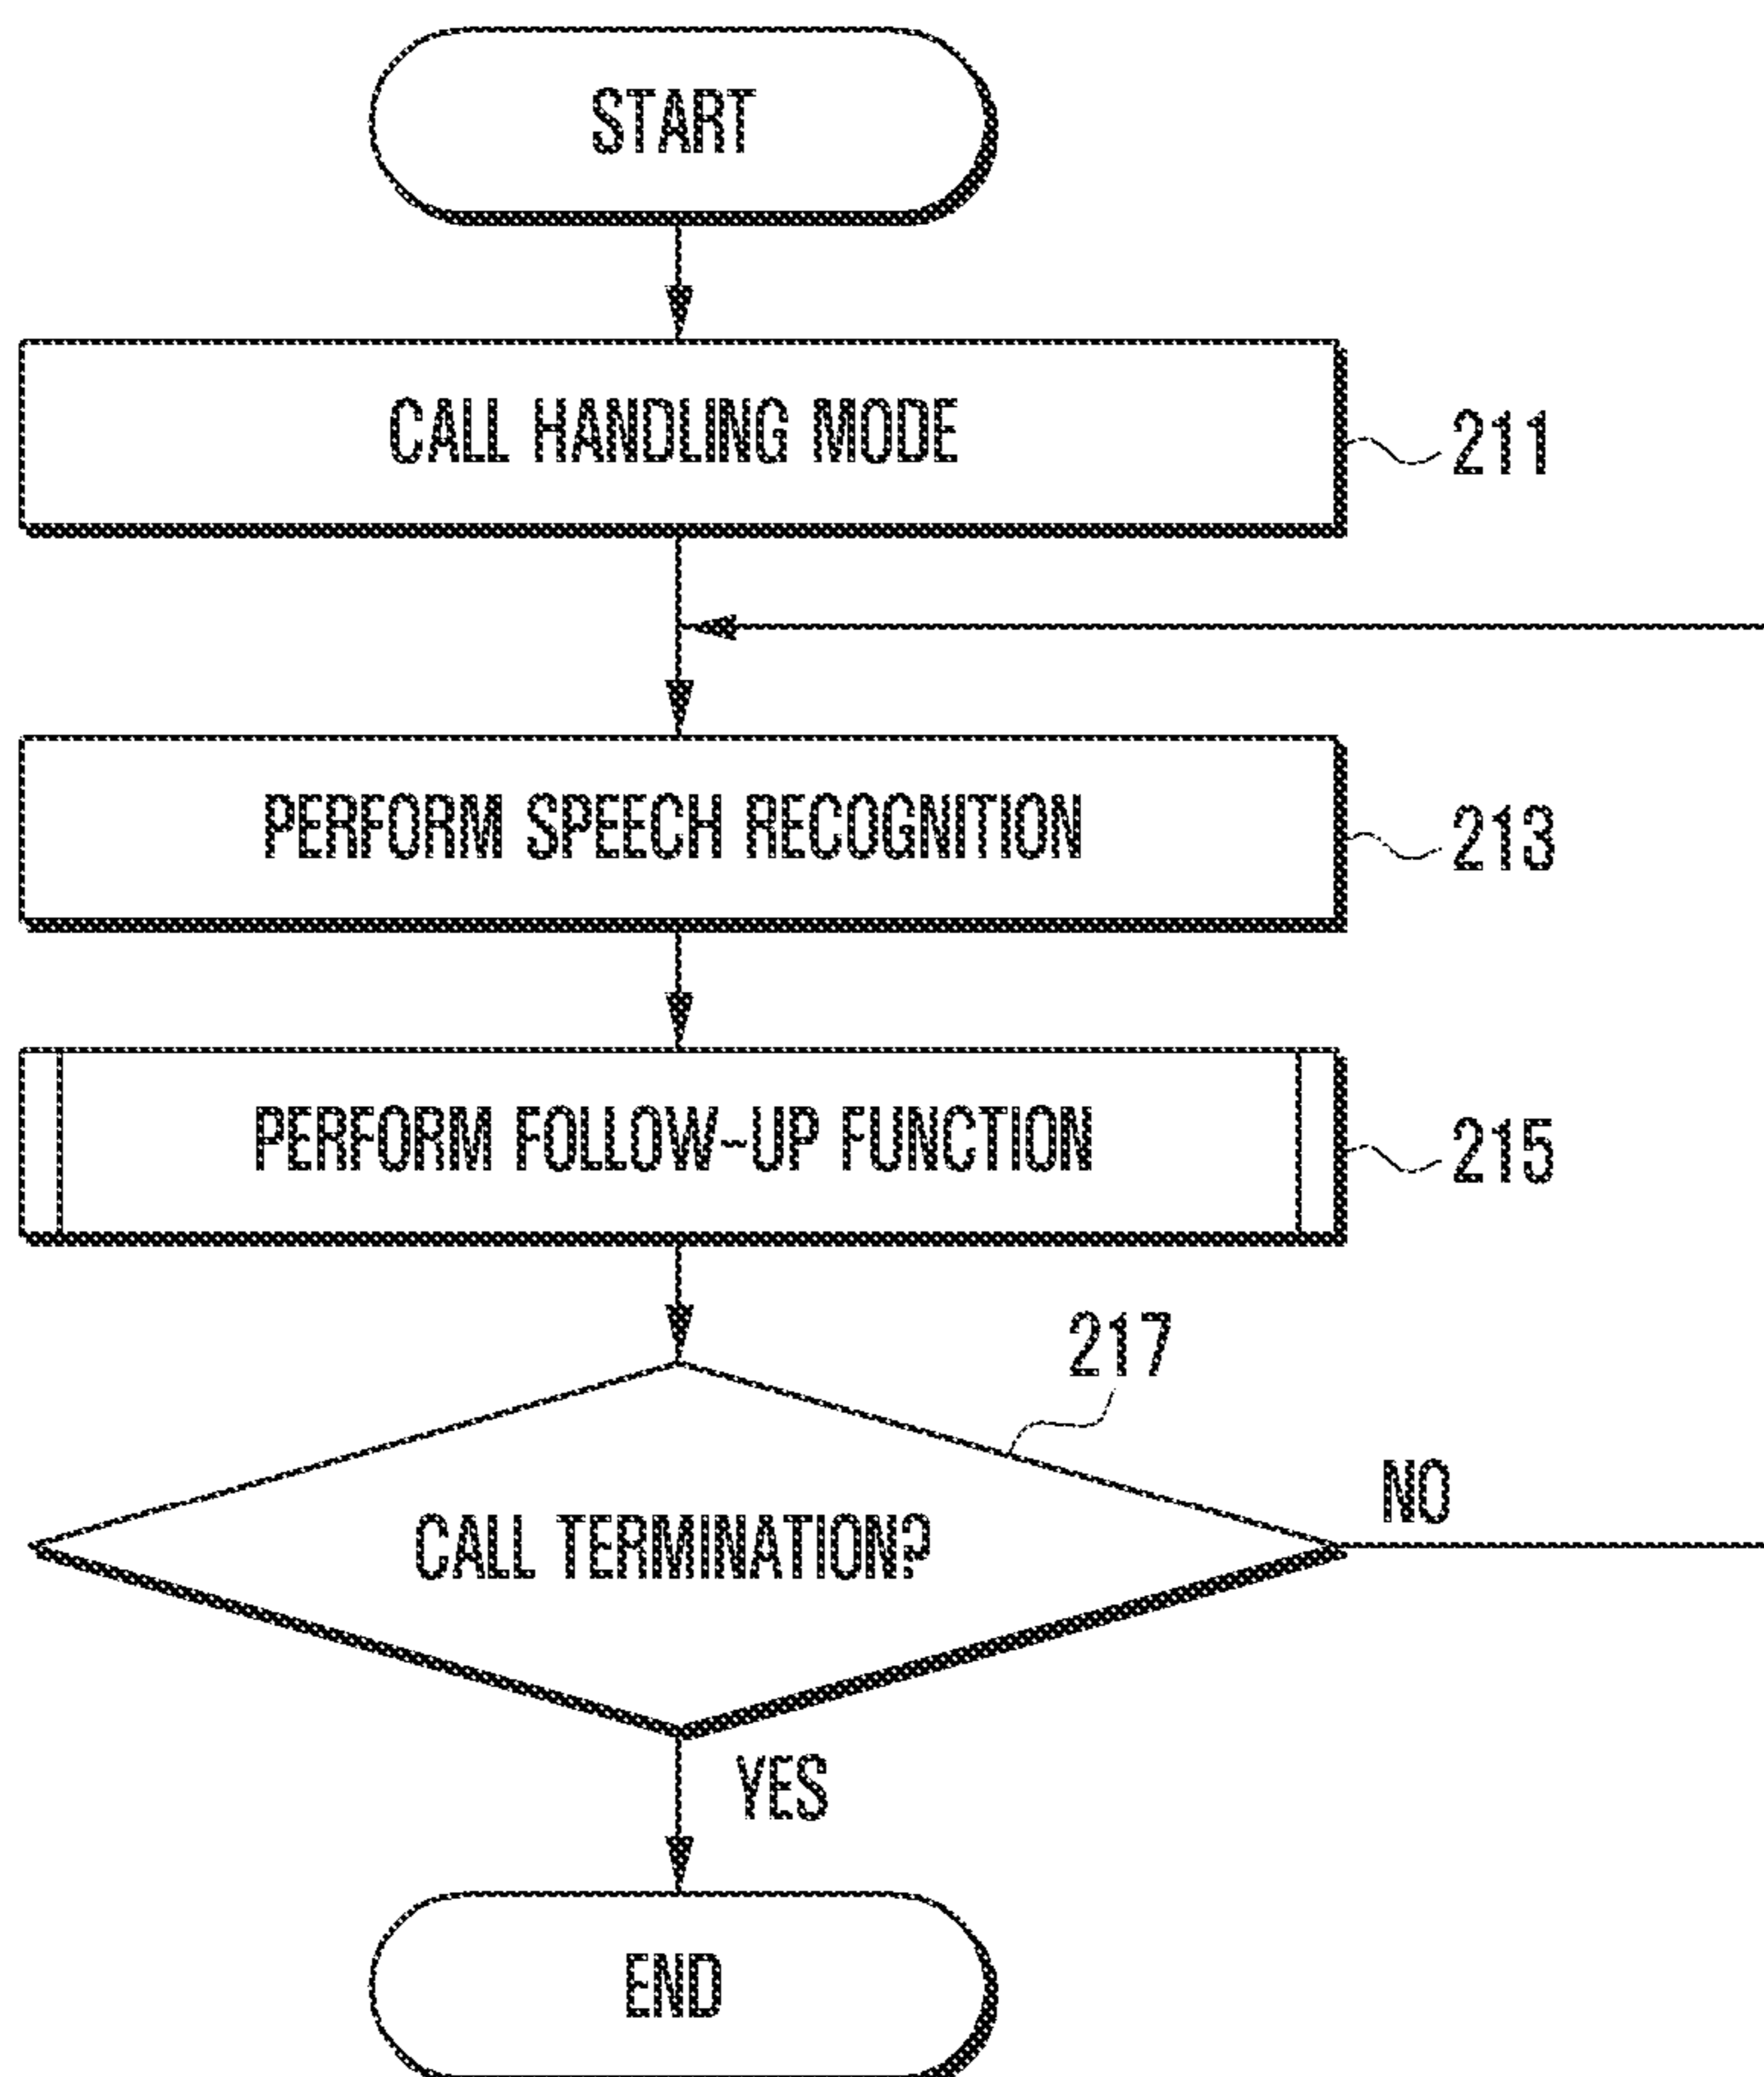 START
CALL HANDLING MODE
211
PERFORM SPEECH RECOGNITION
213
PERFORM FOLLOW-UP FUNCTION
215
217
CALL TERMINATION?
NO
YES
END